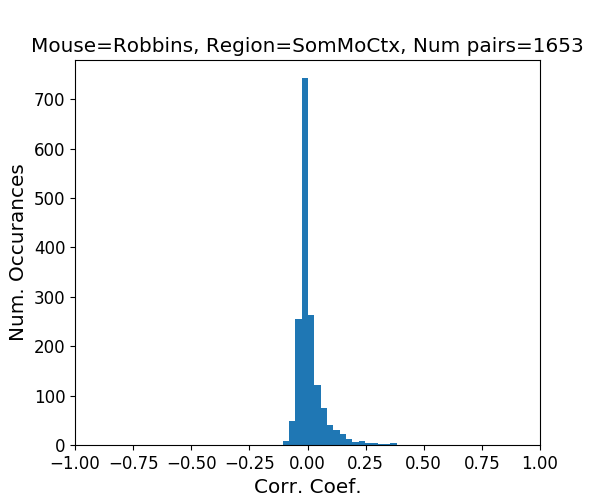 Mouse=Robbins, Region=SomMoCtx, Num pairs=1653
Num. Occurances
700
600
500
400
300
200
100
0
−1.00 −0.75 −0.50 −0.25 0.00 0.25 0.50 0.75 1.00
Corr. Coef.